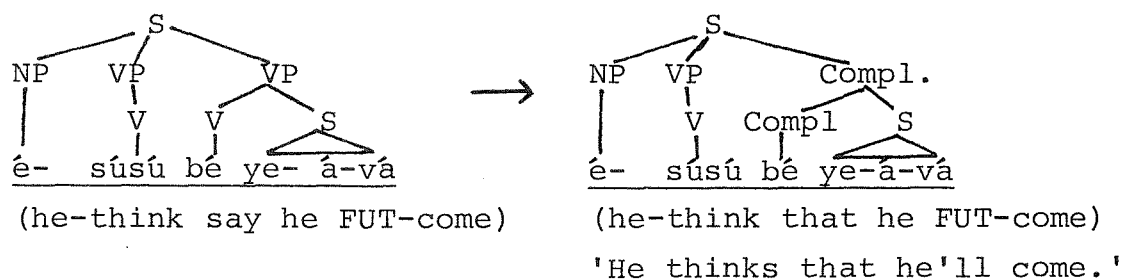 S S
NP VP VP → NP VP Compl.
V V S V Compl S
é- súsú bé ye- á-vá é- súsú bé ye-á-vá
(he-think say he FUT-come) (he-think that he FUT-come)
'He thinks that he'll come.'